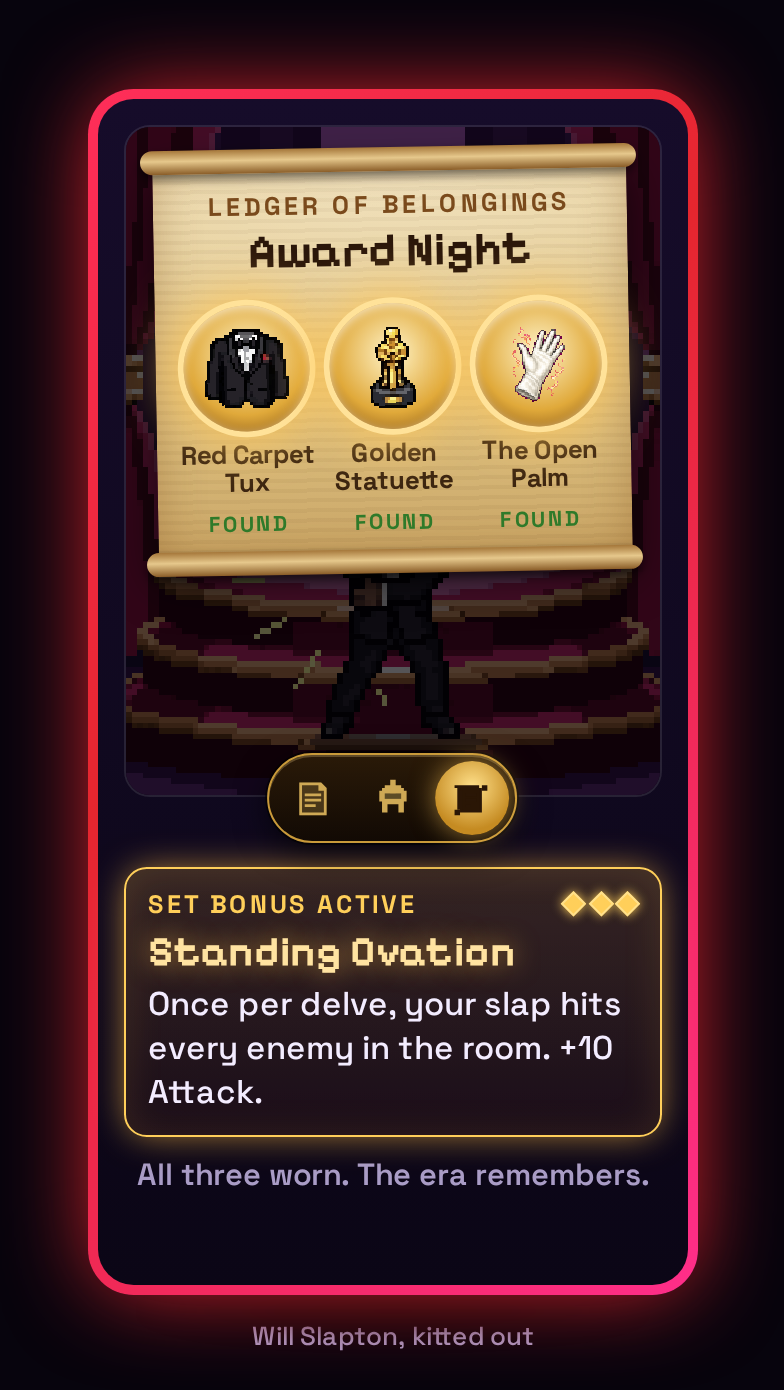 LEDGER OF BELONGINGS
Award Night
Red Carpet Tux
Golden Statuette
The Open Palm
FOUND
FOUND
FOUND
SET BONUS ACTIVE
Standing Ovation
Once per delve, your slap hits
every enemy in the room. +10
Attack.
All three worn. The era remembers.
Will Slapton, kitted out